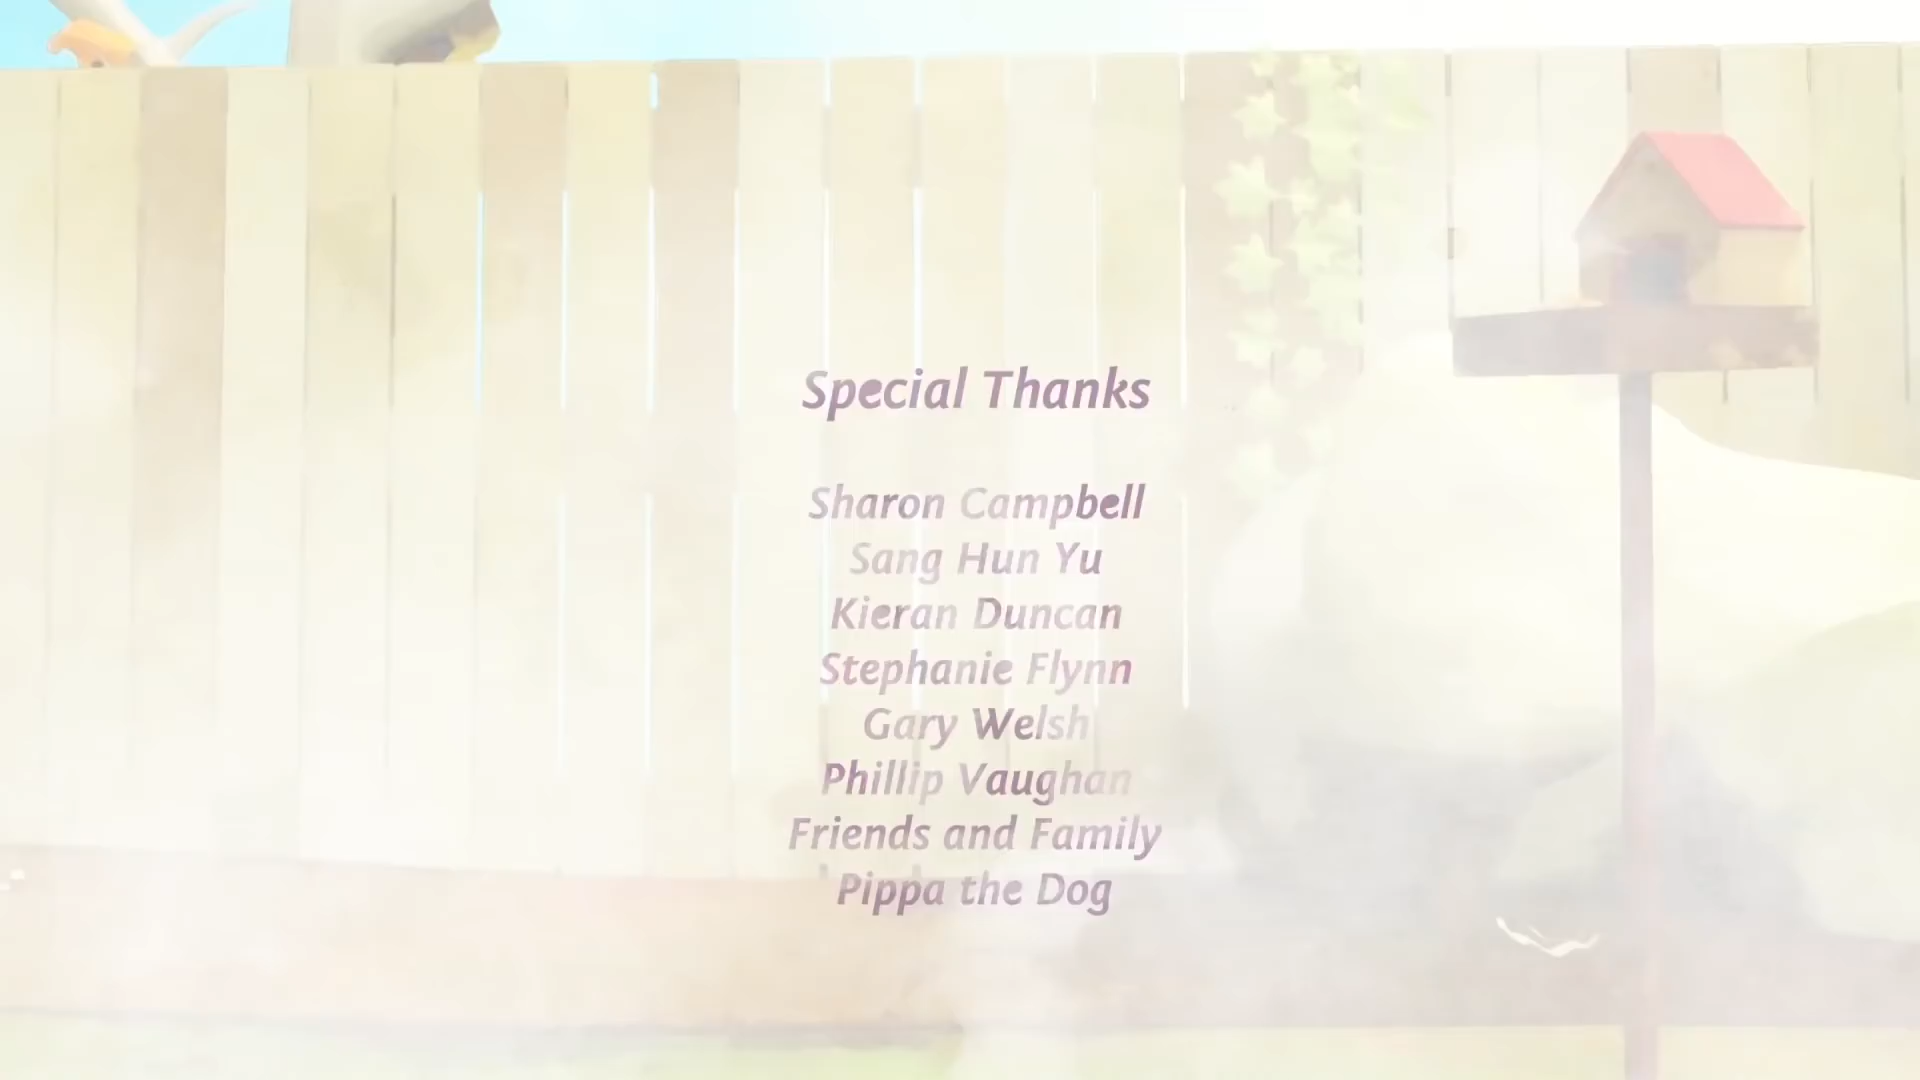 Special Thanks
Sharon Campbell
Sang Hun Yu
Kieran Duncan
Stephanie Flynn
Gary Welsh
Phillip Vaughan
Friends and Family
Pippa the Dog